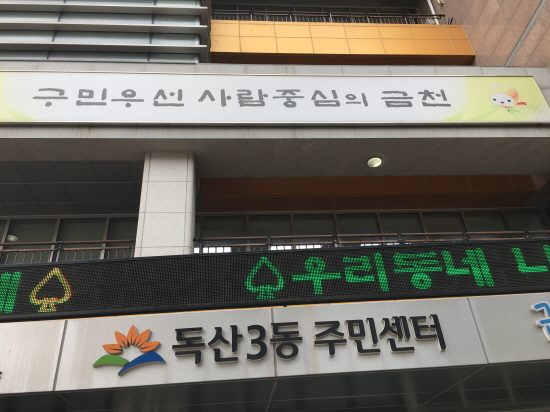 구민우선 사람중심의 금천
우리동네
독산3동 주민센터